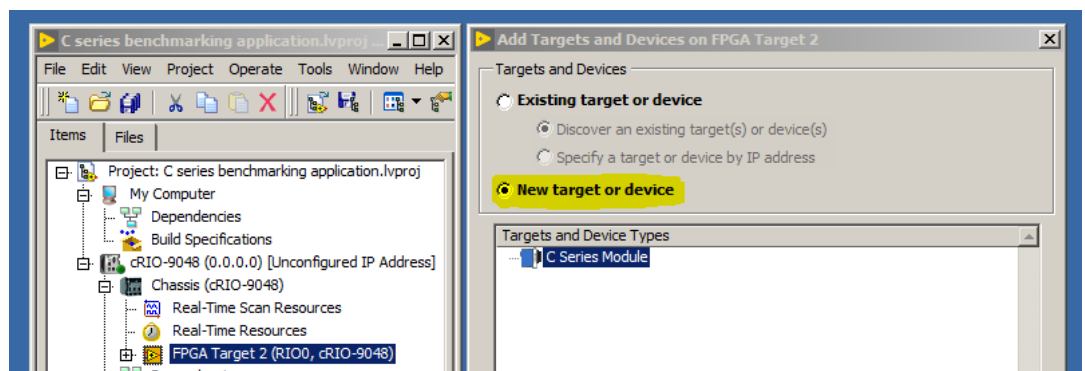 C series benchmarking application.lvproj ...
File Edit View Project Operate Tools Window Help
Items Files
Project: C series benchmarking application.lvproj
My Computer
Dependencies
Build Specifications
cRIO-9048 (0.0.0.0) [Unconfigured IP Address]
Chassis (cRIO-9048)
Real-Time Scan Resources
Real-Time Resources
FPGA Target 2 (RIO0, cRIO-9048)
Add Targets and Devices on FPGA Target 2
Targets and Devices
Existing target or device
Discover an existing target(s) or device(s)
Specify a target or device by IP address
New target or device
Targets and Device Types
C Series Module